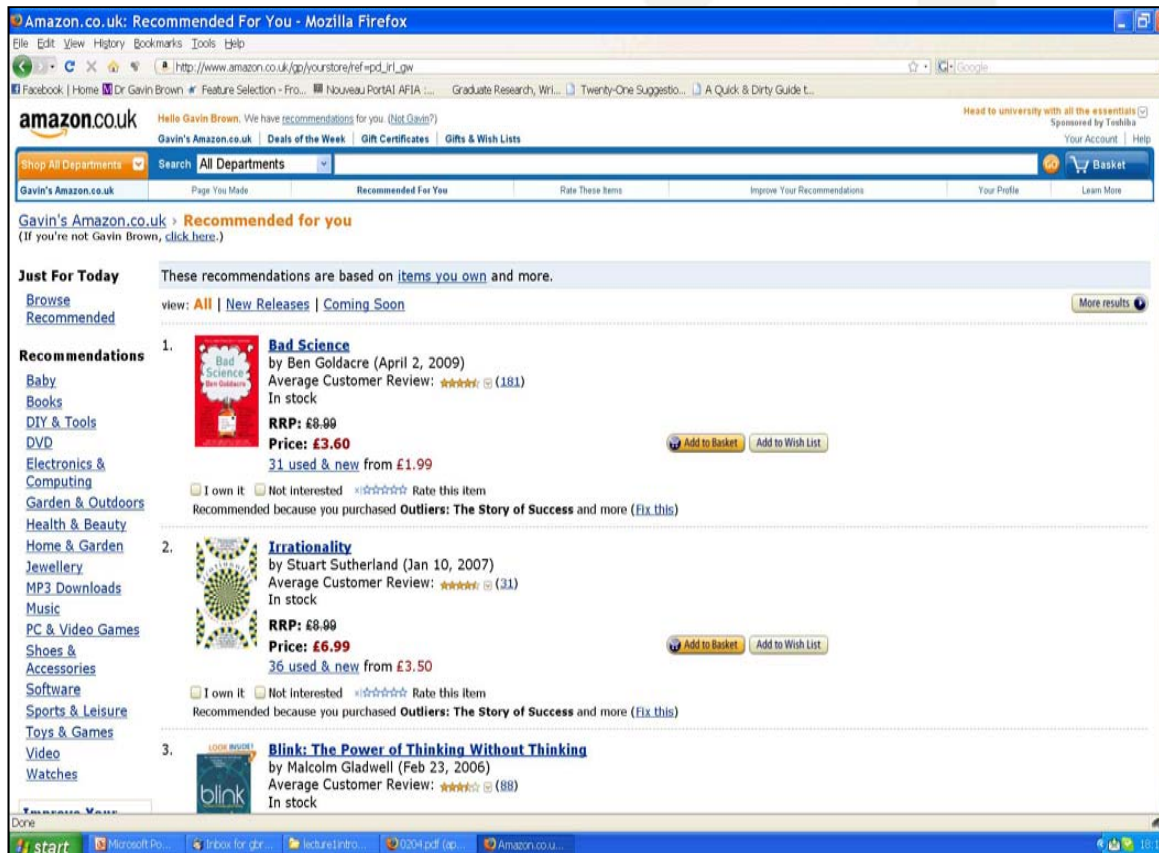 Amazon.co.uk: Recommended For You - Mozilla Firefox
File Edit View History Bookmarks Tools Help
http://www.amazon.co.uk/gp/yourstore/ref=pd_irl_gw
Google
Facebook | Home Dr Gavin Brown Feature Selection - Fro... Nouveau PortAI AFIA :... Graduate Research, Wri... Twenty-One Suggestio... A Quick & Dirty Guide t...
amazon.co.uk
Hello Gavin Brown. We have recommendations for you. (Not Gavin?)
Head to university with all the essentials
Sponsored by Toshiba
Gavin's Amazon.co.uk | Deals of the Week | Gift Certificates | Gifts & Wish Lists
Your Account | Help
Shop All Departments Search All Departments GO Basket
Gavin's Amazon.co.uk Page You Made Recommended For You Rate These Items Improve Your Recommendations Your Profile Learn More
Gavin's Amazon.co.uk › Recommended for you
(If you're not Gavin Brown, click here.)
Just For Today
Browse
Recommended
Recommendations
Baby
Books
DIY & Tools
DVD
Electronics &
Computing
Garden & Outdoors
Health & Beauty
Home & Garden
Jewellery
MP3 Downloads
Music
PC & Video Games
Shoes &
Accessories
Software
Sports & Leisure
Toys & Games
Video
Watches
Improve Your
These recommendations are based on items you own and more.
view: All | New Releases | Coming Soon
More results
1.
Bad
Science
Ben Goldacre
Bad Science
by Ben Goldacre (April 2, 2009)
Average Customer Review: (181)
In stock
RRP: £8.99
Price: £3.60
Add to Basket Add to Wish List
31 used & new from £1.99
I own it Not interested Rate this item
Recommended because you purchased Outliers: The Story of Success and more (Fix this)
2.
Irrationality
Irrationality
by Stuart Sutherland (Jan 10, 2007)
Average Customer Review: (31)
In stock
RRP: £8.99
Price: £6.99
Add to Basket Add to Wish List
36 used & new from £3.50
I own it Not interested Rate this item
Recommended because you purchased Outliers: The Story of Success and more (Fix this)
3.
LOOK INSIDE!
blink
Blink: The Power of Thinking Without Thinking
by Malcolm Gladwell (Feb 23, 2006)
Average Customer Review: (88)
In stock
Done
start Microsoft Po... Inbox for gbr... lecture1intro... 0204.pdf (ap... Amazon.co.u...